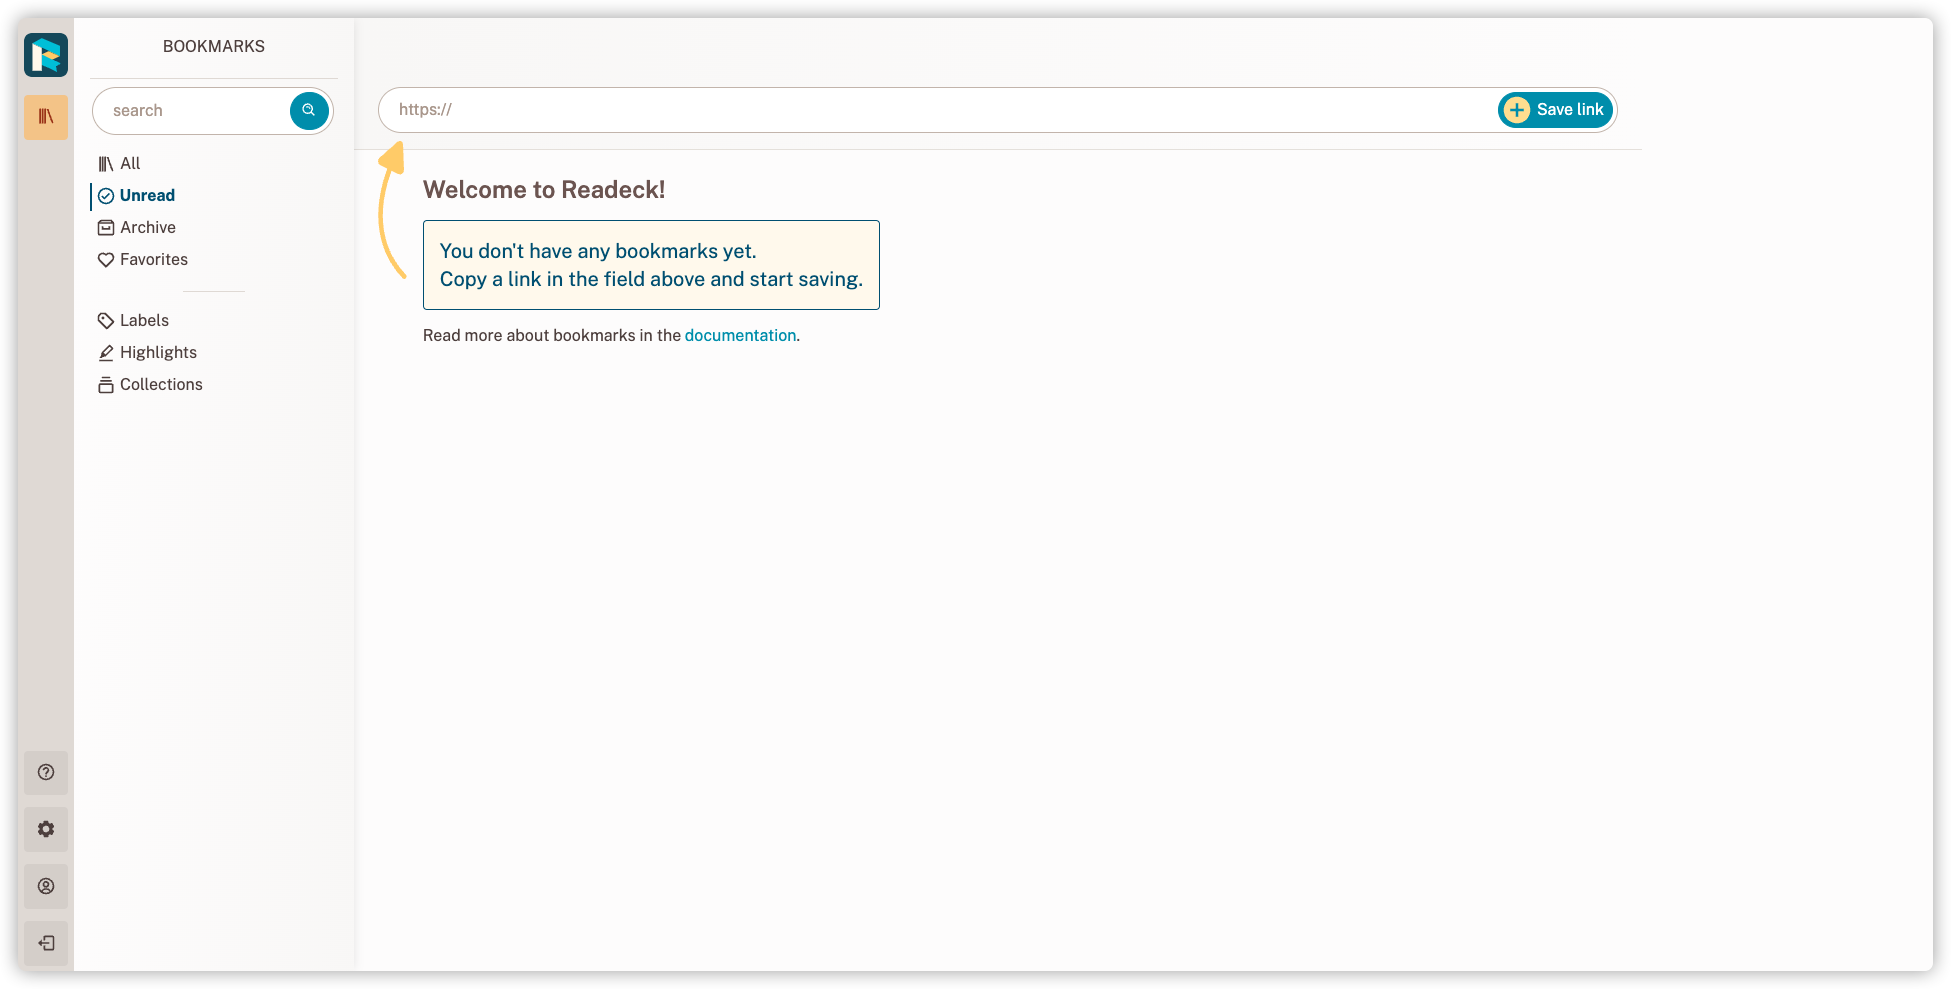 BOOKMARKS
search
All
Unread
Archive
Favorites
Labels
Highlights
Collections
https://
Save link
Welcome to Readeck!
You don't have any bookmarks yet.
Copy a link in the field above and start saving.
Read more about bookmarks in the documentation.